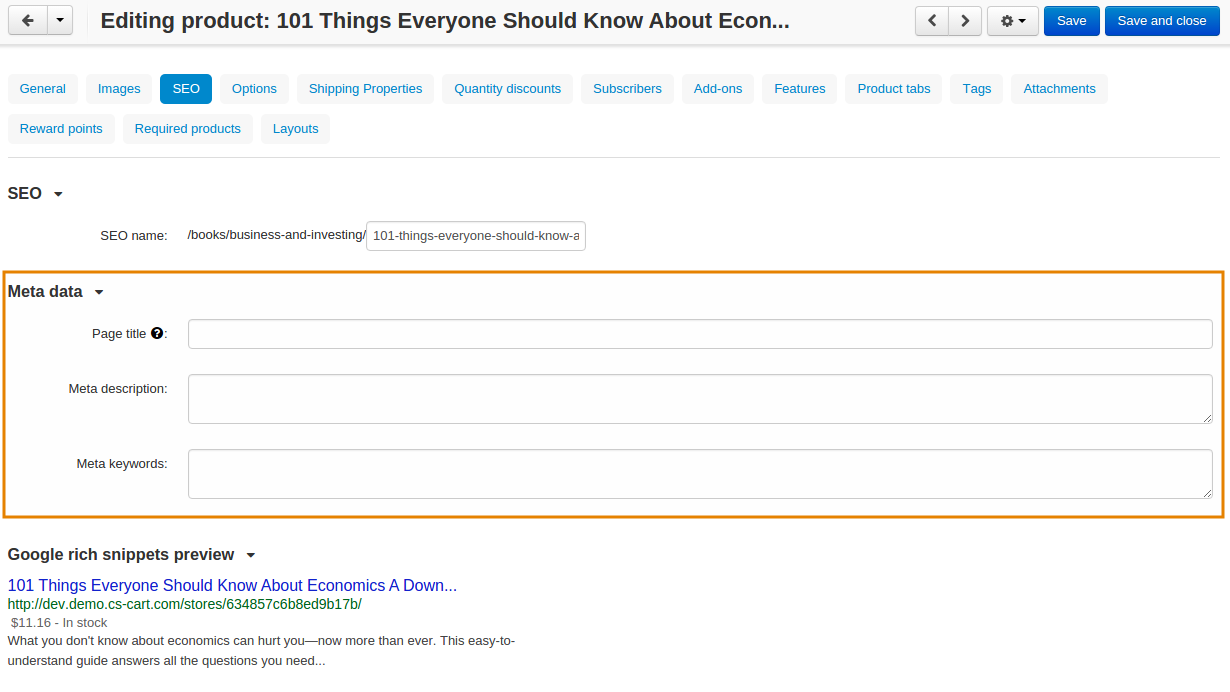 Editing product: 101 Things Everyone Should Know About Econ...
Save
Save and close
General
Images
SEO
Options
Shipping Properties
Quantity discounts
Subscribers
Add-ons
Features
Product tabs
Tags
Attachments
Reward points
Required products
Layouts
SEO
SEO name: /books/business-and-investing/ 101-things-everyone-should-know-a
Meta data
Page title ?:
Meta description:
Meta keywords:
Google rich snippets preview
101 Things Everyone Should Know About Economics A Down...
http://dev.demo.cs-cart.com/stores/634857c6b8ed9b17b/
$11.16 - In stock
What you don't know about economics can hurt you—now more than ever. This easy-to-
understand guide answers all the questions you need...